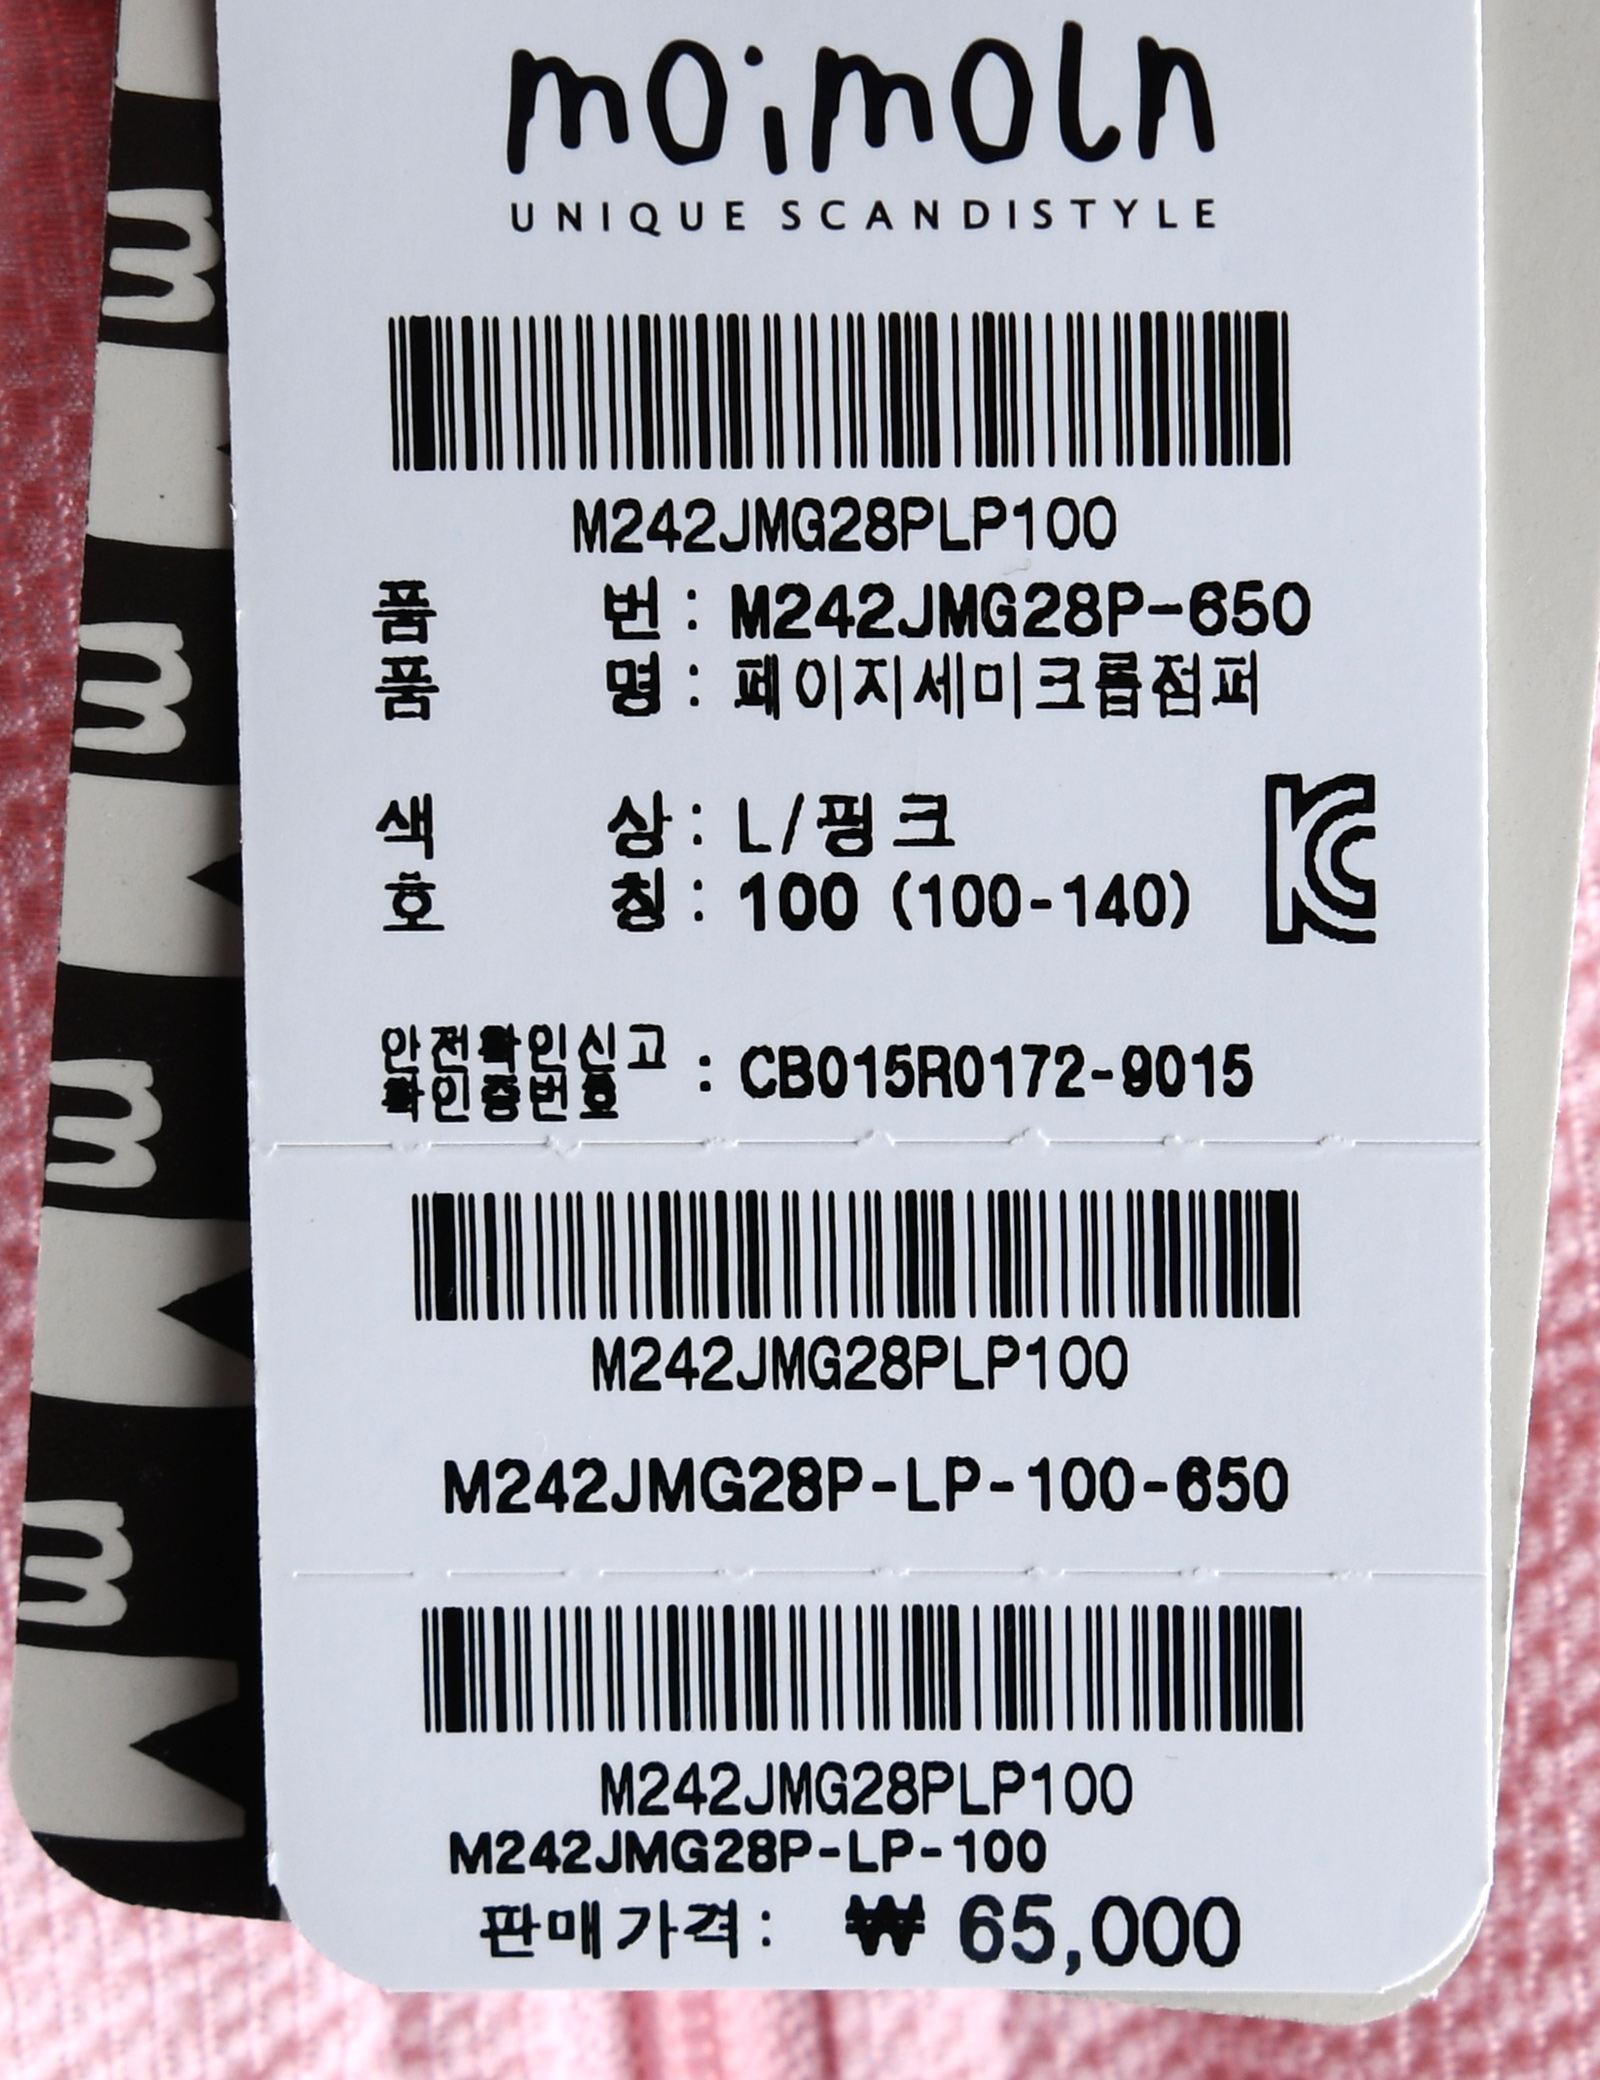 moimoln
UNIQUE SCANDISTYLE
M242JMG28PLP100
품 번 : M242JMG28P-650
품 명 : 페이지세미크롭점퍼
색 상 : L/핑크
호 칭 : 100 (100-140)
안전확인신고
확인증번호 : CB015R0172-9015
M242JMG28PLP100
M242JMG28P-LP-100-650
M242JMG28PLP100
M242JMG28P-LP-100
판매가격: ₩ 65,000
m
m
m
m